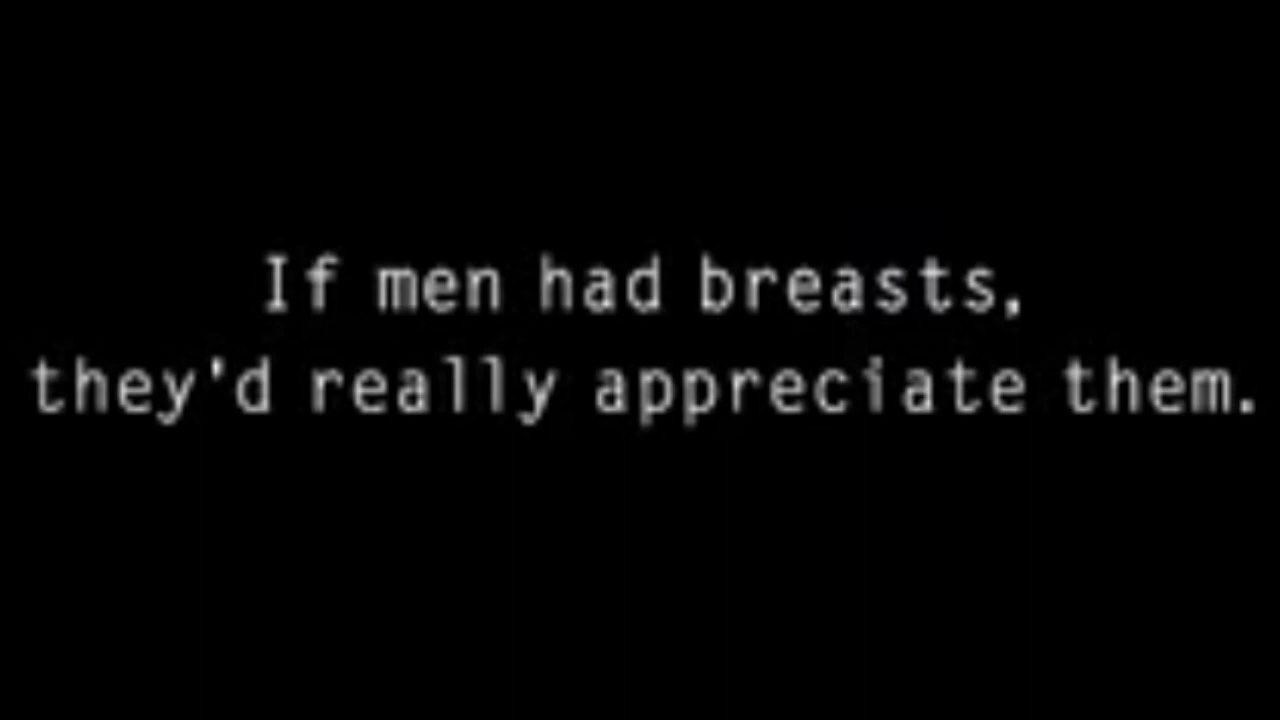 If men had breasts,
they'd really appreciate them.